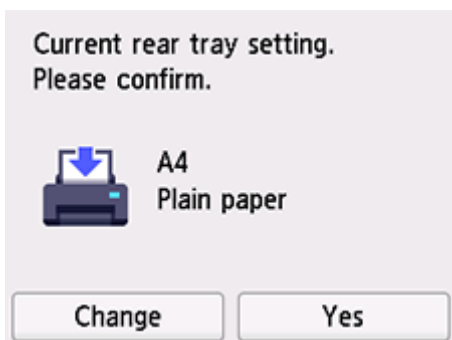 Current rear tray setting.
Please confirm.
A4
Plain paper
Change
Yes